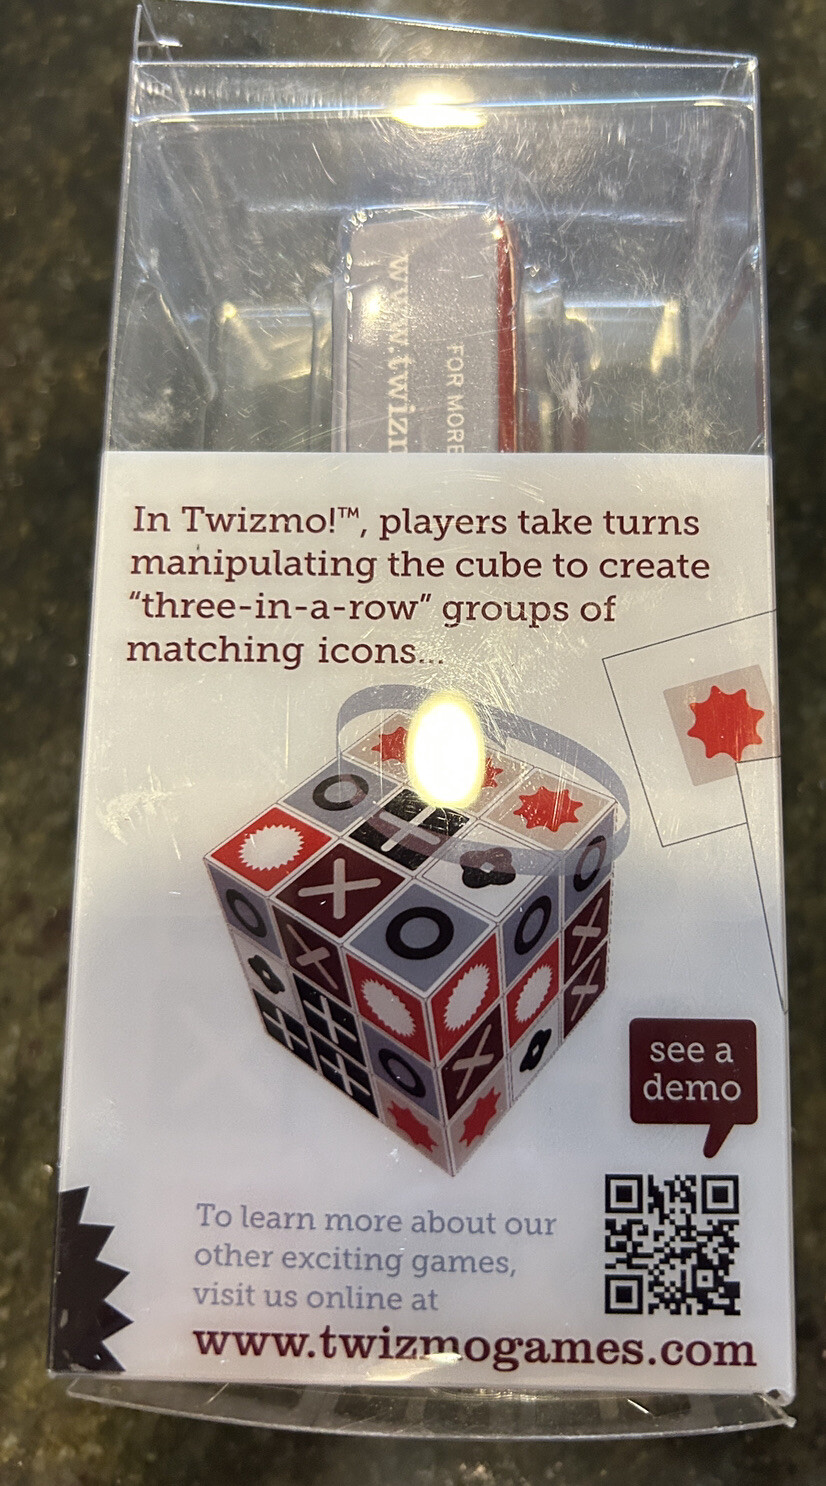 www.twizm
FOR MORE
In Twizmo!™, players take turns
manipulating the cube to create
“three-in-a-row” groups of
matching icons...
see a
demo
To learn more about our
other exciting games,
visit us online at
www.twizmogames.com